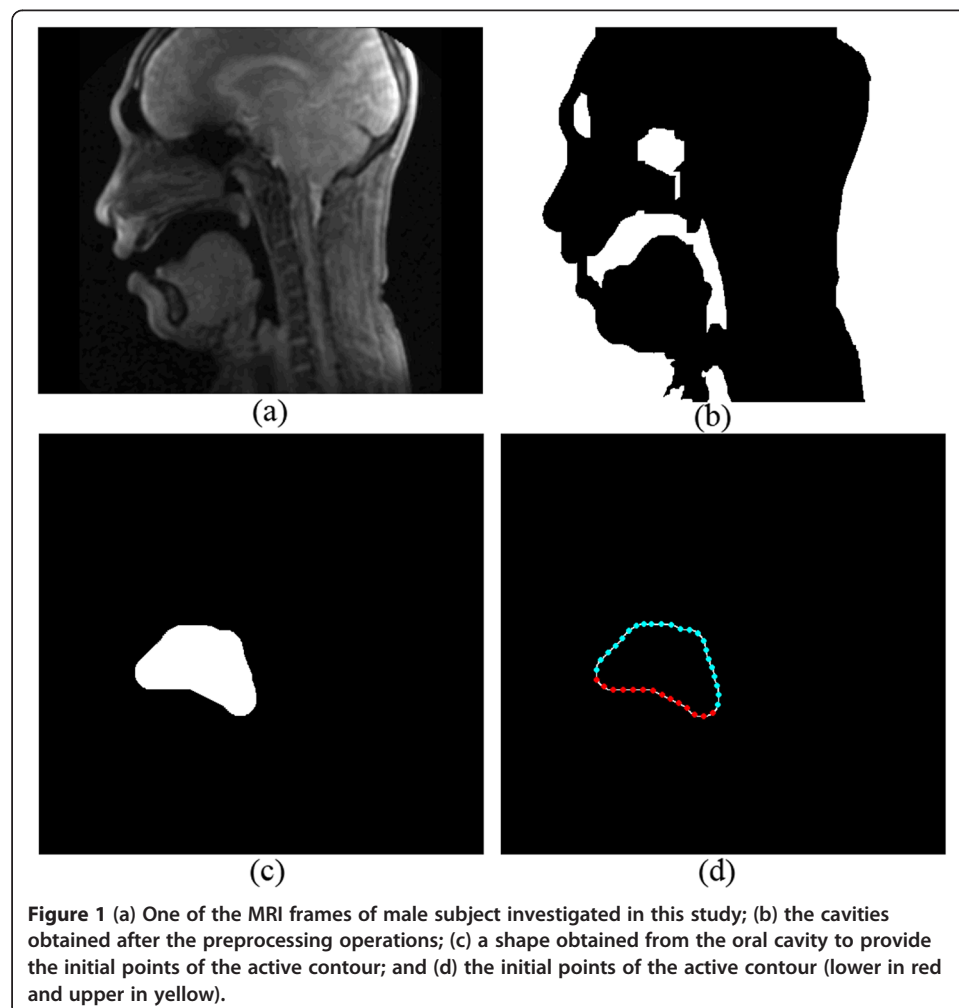 (a)
(b)
(c)
(d)
Figure 1 (a) One of the MRI frames of male subject investigated in this study; (b) the cavities
obtained after the preprocessing operations; (c) a shape obtained from the oral cavity to provide
the initial points of the active contour; and (d) the initial points of the active contour (lower in red
and upper in yellow).